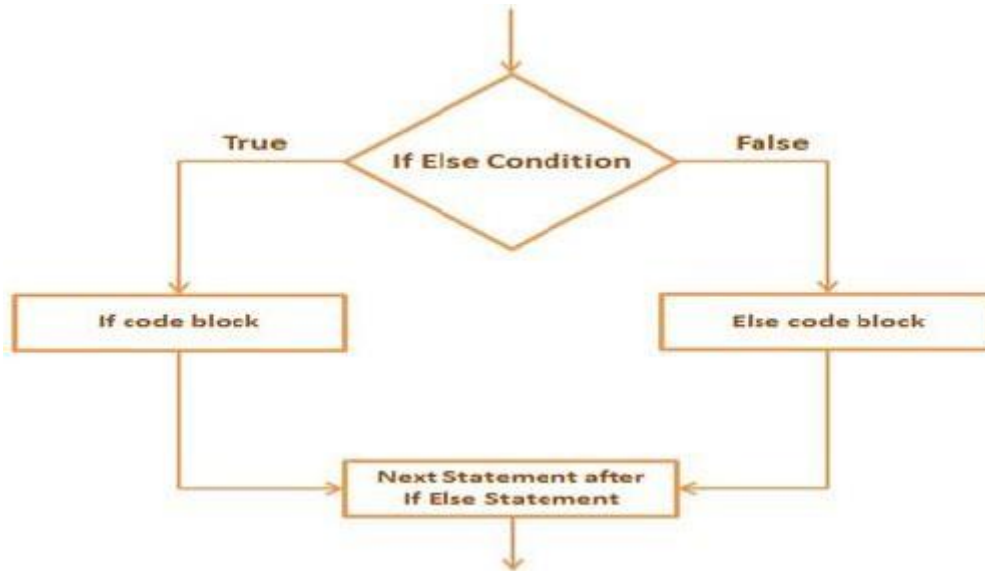 True
False
If Else Condition
If code block
Else code block
Next Statement after
If Else Statement